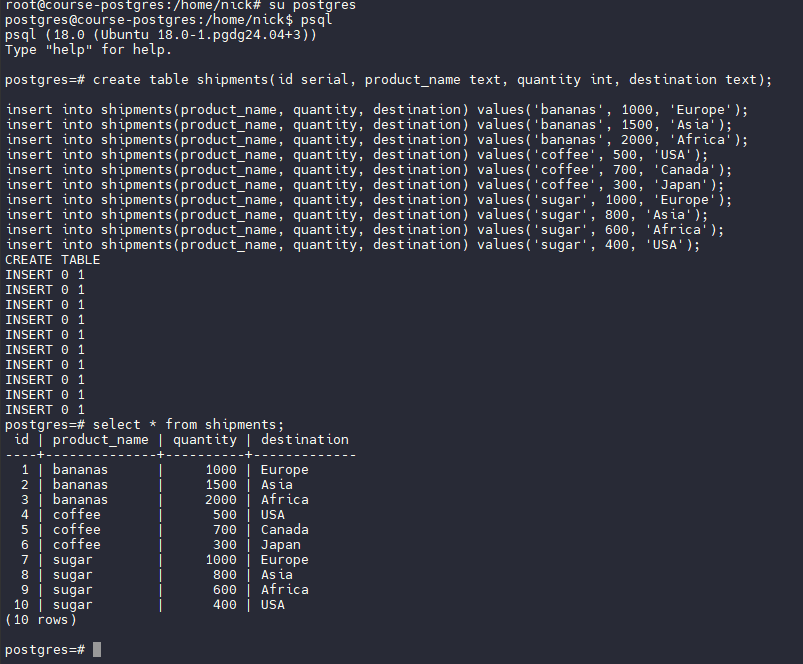 root@course-postgres:/home/nick# su postgres
postgres@course-postgres:/home/nick$ psql
psql (18.0 (Ubuntu 18.0-1.pgdg24.04+3))
Type "help" for help.

postgres=# create table shipments(id serial, product_name text, quantity int, destination text);

insert into shipments(product_name, quantity, destination) values('bananas', 1000, 'Europe');
insert into shipments(product_name, quantity, destination) values('bananas', 1500, 'Asia');
insert into shipments(product_name, quantity, destination) values('bananas', 2000, 'Africa');
insert into shipments(product_name, quantity, destination) values('coffee', 500, 'USA');
insert into shipments(product_name, quantity, destination) values('coffee', 700, 'Canada');
insert into shipments(product_name, quantity, destination) values('coffee', 300, 'Japan');
insert into shipments(product_name, quantity, destination) values('sugar', 1000, 'Europe');
insert into shipments(product_name, quantity, destination) values('sugar', 800, 'Asia');
insert into shipments(product_name, quantity, destination) values('sugar', 600, 'Africa');
insert into shipments(product_name, quantity, destination) values('sugar', 400, 'USA');
CREATE TABLE
INSERT 0 1
INSERT 0 1
INSERT 0 1
INSERT 0 1
INSERT 0 1
INSERT 0 1
INSERT 0 1
INSERT 0 1
INSERT 0 1
INSERT 0 1
postgres=# select * from shipments;
 id | product_name | quantity | destination
----+--------------+----------+-------------
  1 | bananas      |     1000 | Europe
  2 | bananas      |     1500 | Asia
  3 | bananas      |     2000 | Africa
  4 | coffee       |      500 | USA
  5 | coffee       |      700 | Canada
  6 | coffee       |      300 | Japan
  7 | sugar        |     1000 | Europe
  8 | sugar        |      800 | Asia
  9 | sugar        |      600 | Africa
 10 | sugar        |      400 | USA
(10 rows)

postgres=#